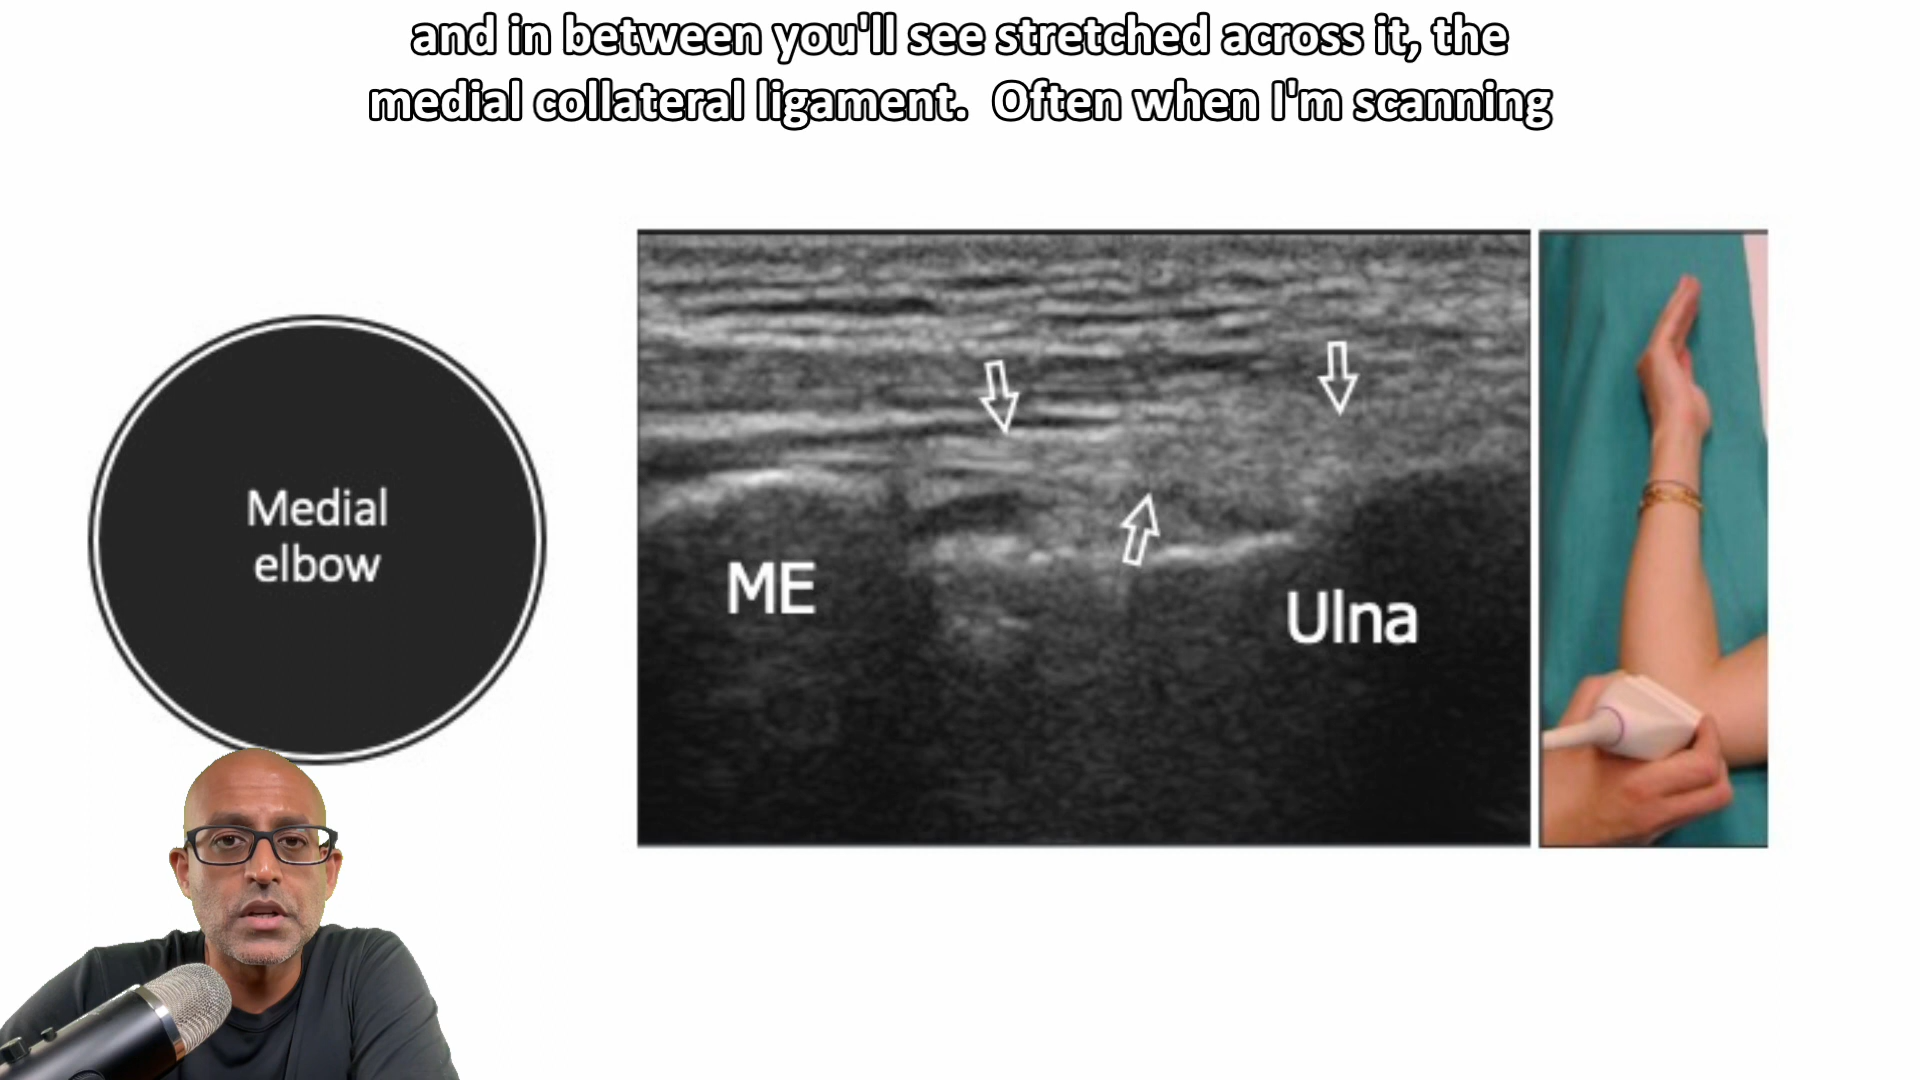 and in between you'll see stretched across it, the
medial collateral ligament.  Often when I'm scanning
Medial
elbow
ME
Ulna